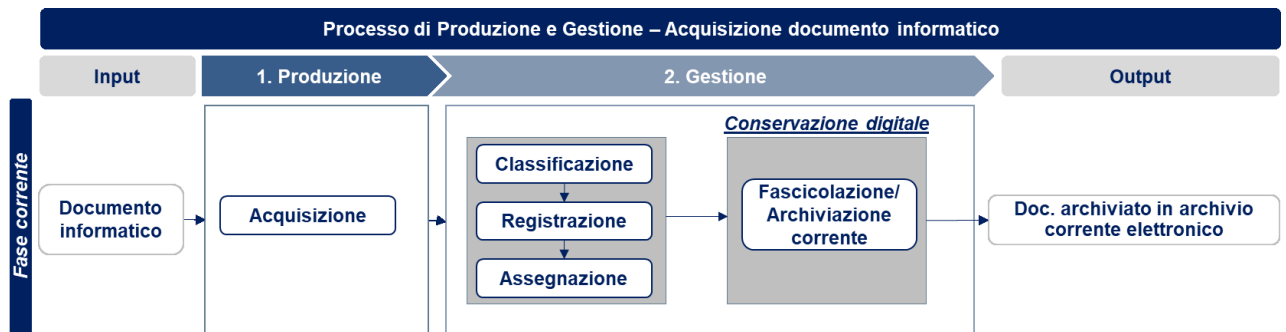 Processo di Produzione e Gestione – Acquisizione documento informatico
Input
1. Produzione
2. Gestione
Output
Fase corrente
Documento
informatico
Acquisizione
Classificazione
Registrazione
Assegnazione
Conservazione digitale
Fascicolazione/
Archiviazione
corrente
Doc. archiviato in archivio
corrente elettronico